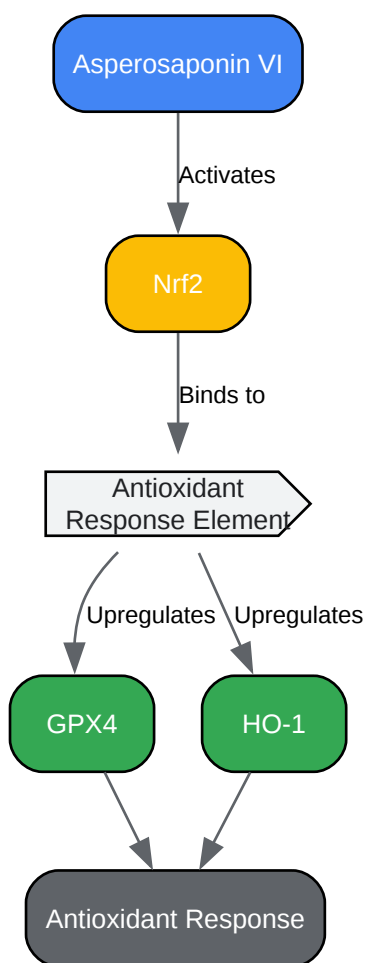 Asperosaponin VI
Activates
Nrf2
Binds to
Antioxidant
Response Element
Upregulates
Upregulates
GPX4
HO-1
Antioxidant Response